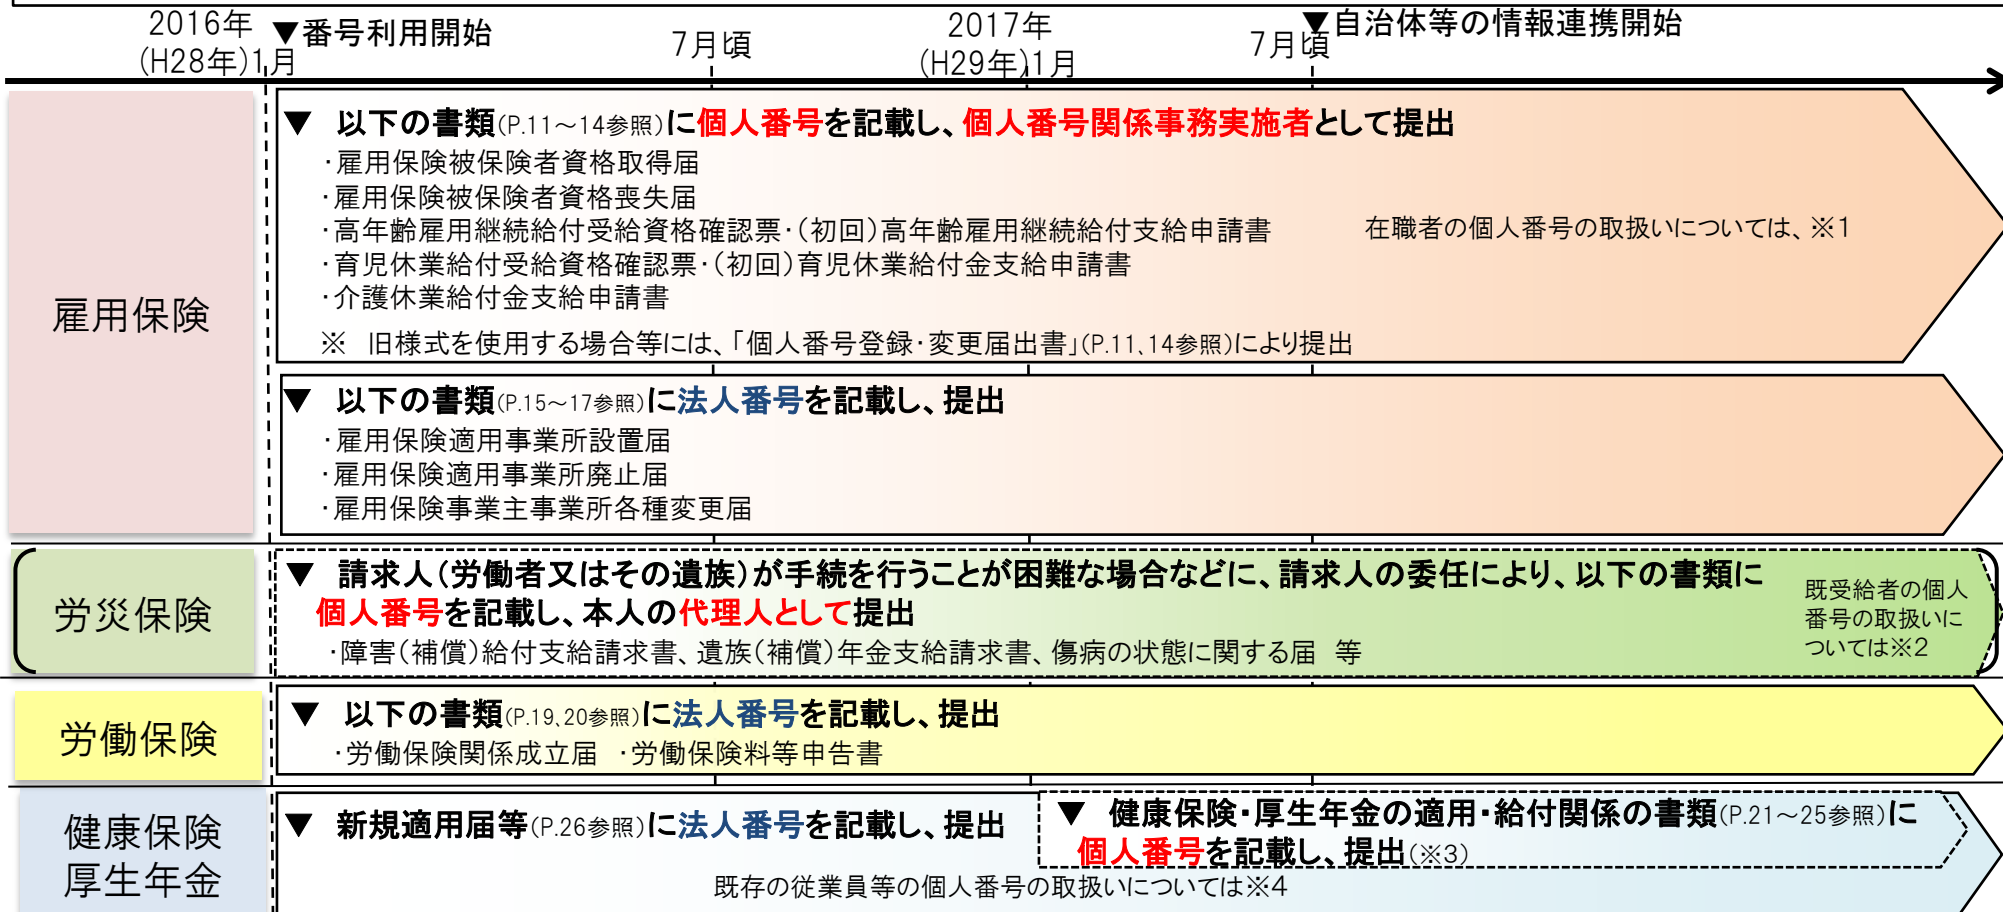 2016年
(H28年)1月
▼番号利用開始
7月頃
2017年
(H29年)1月
7月頃
▼自治体等の情報連携開始
雇用保険
▼ 以下の書類(P.11～14参照)に個人番号を記載し、個人番号関係事務実施者として提出
・雇用保険被保険者資格取得届
・雇用保険被保険者資格喪失届
・高年齢雇用継続給付受給資格確認票・（初回）高年齢雇用継続給付支給申請書
在職者の個人番号の取扱いについては、※1
・育児休業給付受給資格確認票・（初回）育児休業給付金支給申請書
・介護休業給付金支給申請書
※ 旧様式を使用する場合等には、「個人番号登録・変更届出書」(P.11、14参照)により提出
▼ 以下の書類(P.15～17参照)に法人番号を記載し、提出
・雇用保険適用事業所設置届
・雇用保険適用事業所廃止届
・雇用保険事業主事業所各種変更届
労災保険
▼ 請求人（労働者又はその遺族）が手続を行うことが困難な場合などに、請求人の委任により、以下の書類に
個人番号を記載し、本人の代理人として提出
・障害（補償）給付支給請求書、遺族（補償）年金支給請求書、傷病の状態に関する届 等
既受給者の個人
番号の取扱いに
ついては※2
労働保険
▼ 以下の書類(P.19、20参照)に法人番号を記載し、提出
・労働保険関係成立届 ・労働保険料等申告書
健康保険
厚生年金
▼ 新規適用届等(P.26参照)に法人番号を記載し、提出
▼ 健康保険・厚生年金の適用・給付関係の書類(P.21～25参照)に
個人番号を記載し、提出(※3)
既存の従業員等の個人番号の取扱いについては※4